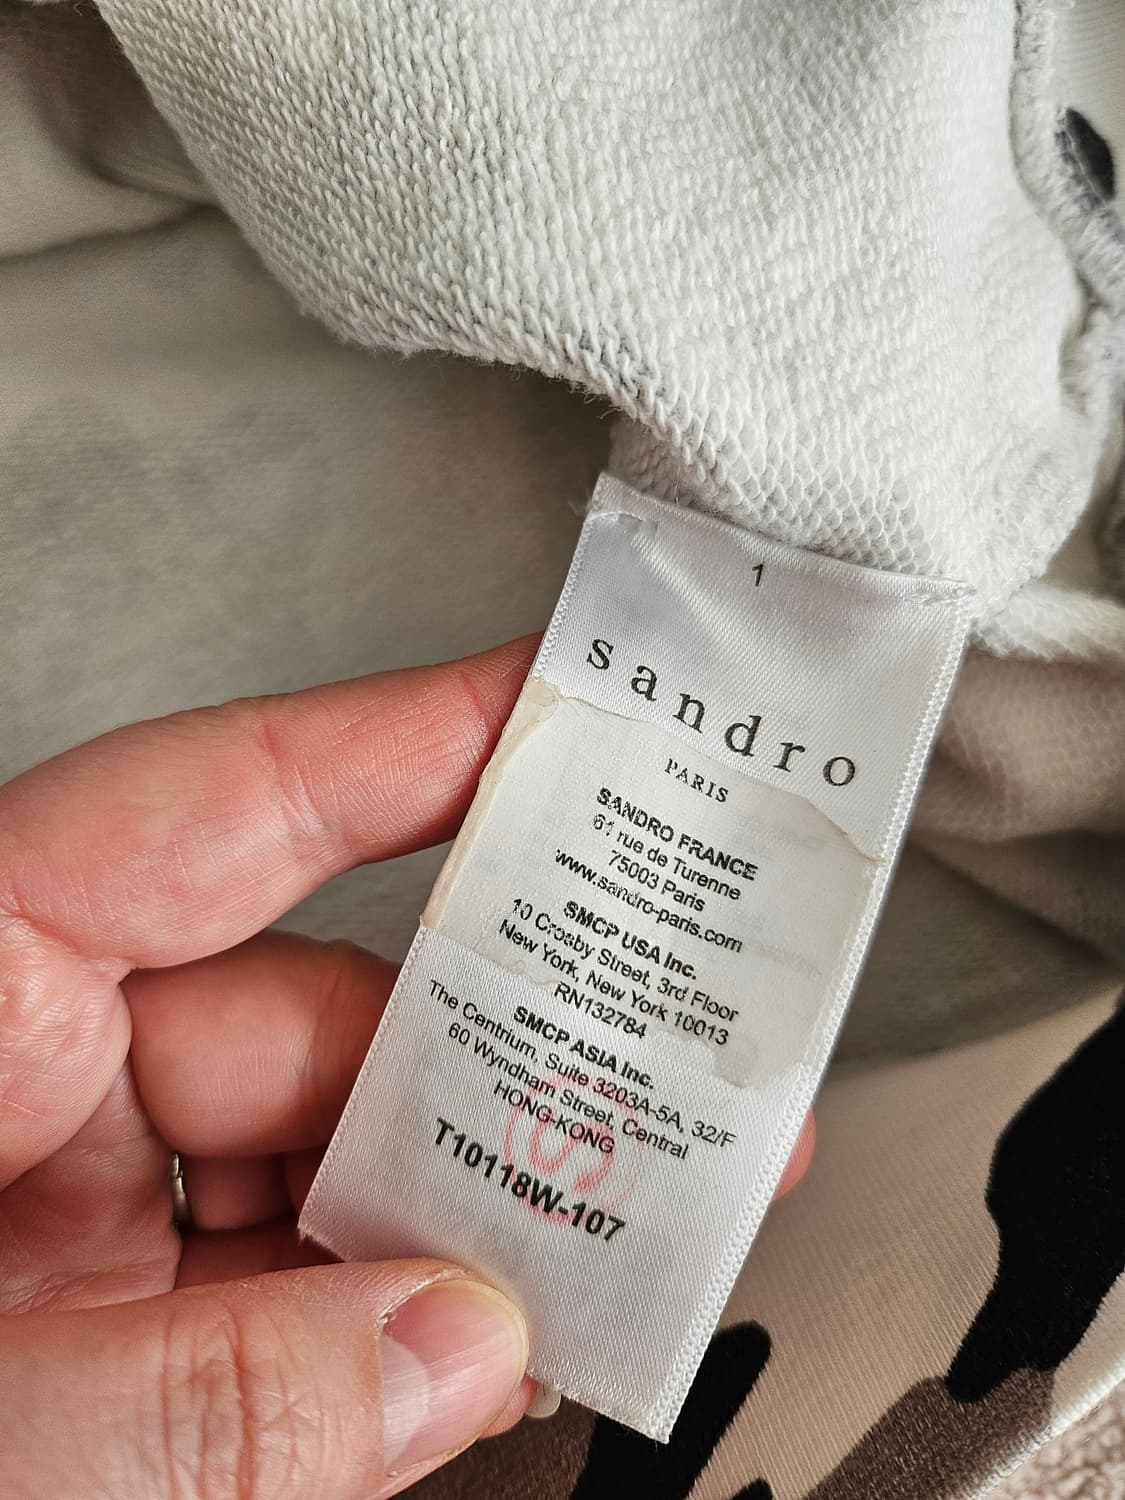 1
sandro
PARIS
SANDRO FRANCE
61 rue de Turenne
75003 Paris
www.sandro-paris.com
SMCP USA Inc.
10 Crosby Street, 3rd Floor
New York, New York 10013
RN132784
SMCP ASIA Inc.
The Centrium, Suite 3203A-5A, 32/F
60 Wyndham Street, Central
HONG-KONG
T10118W-107